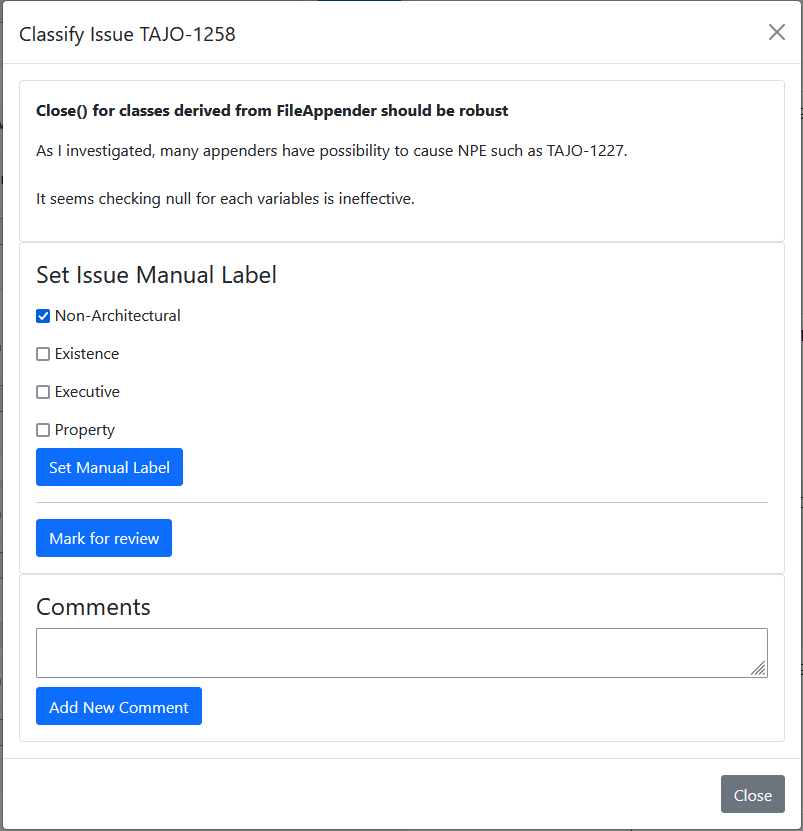 Classify Issue TAJO-1258
Close() for classes derived from FileAppender should be robust
As I investigated, many appenders have possibility to cause NPE such as TAJO-1227.
It seems checking null for each variables is ineffective.
Set Issue Manual Label
Non-Architectural
Existence
Executive
Property
Set Manual Label
Mark for review
Comments
Add New Comment
Close